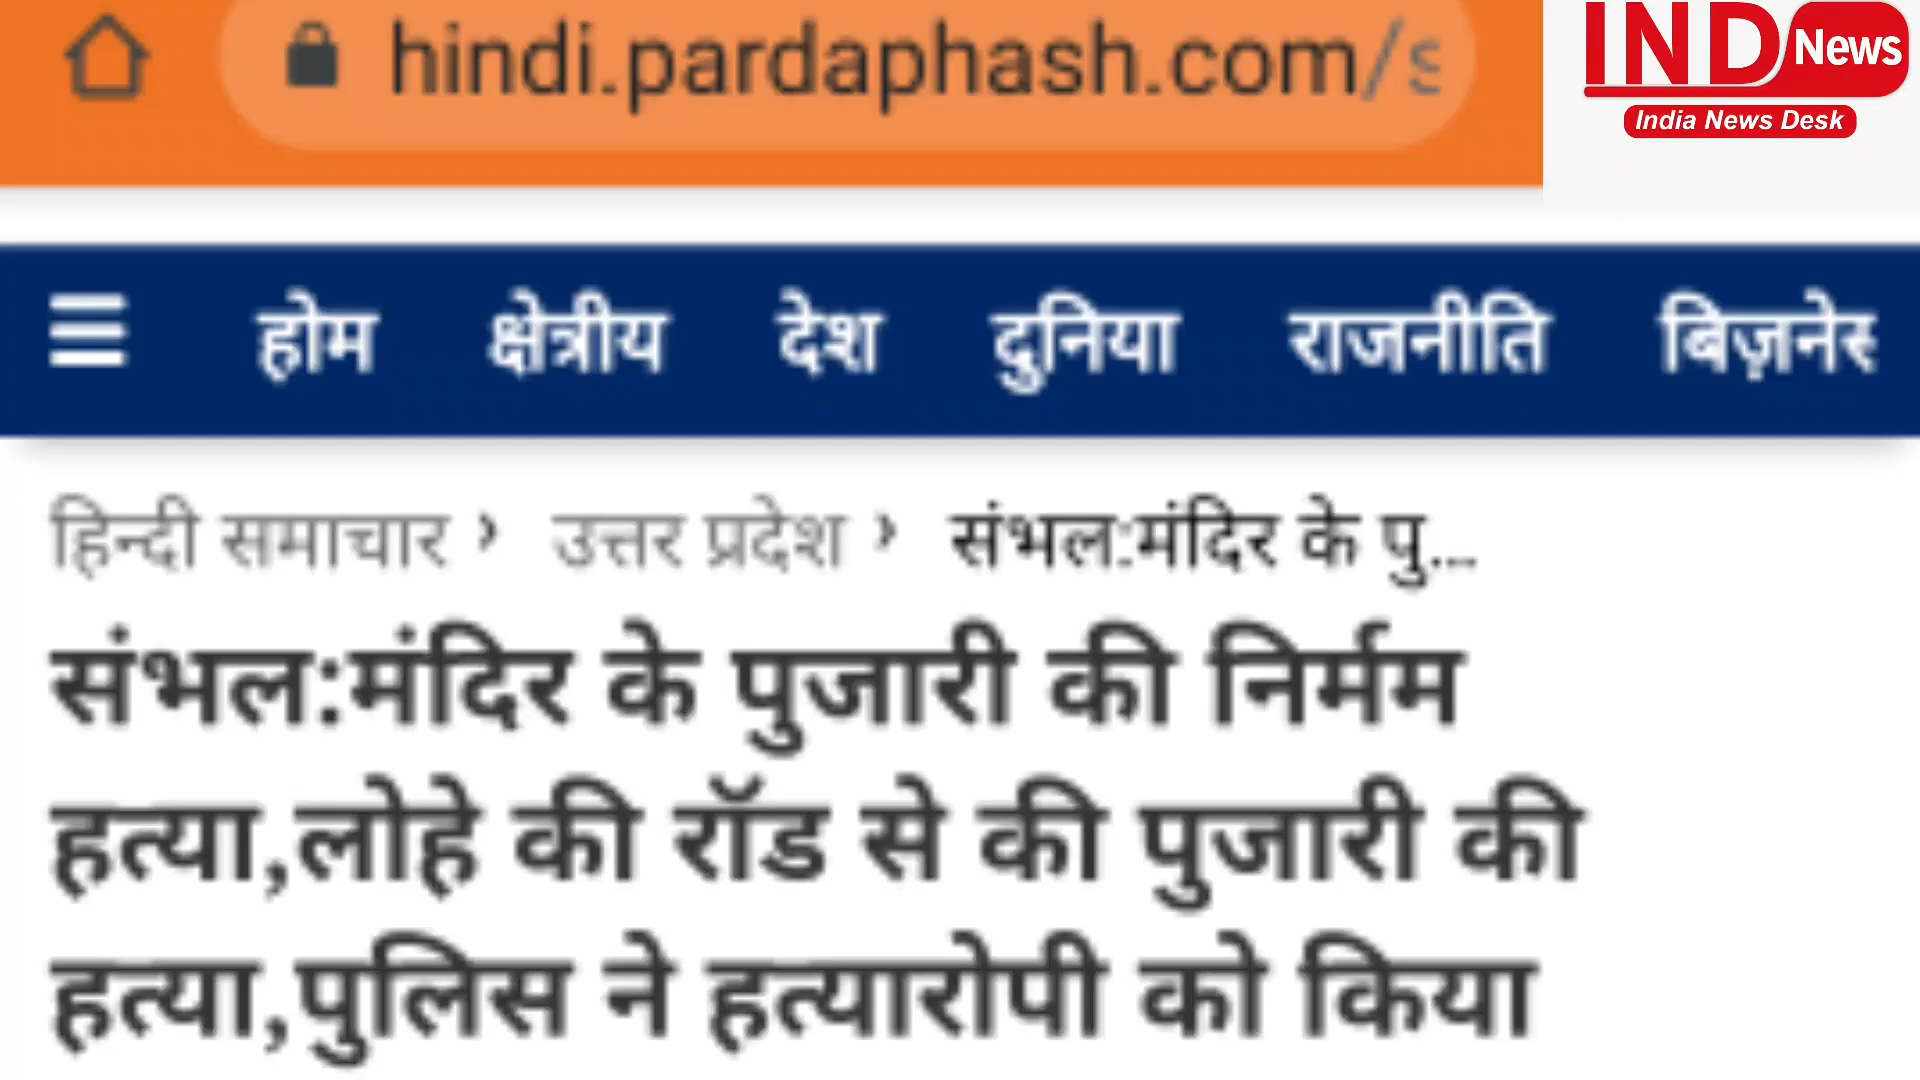 hindi.pardaphash.com/s
IND News
India News Desk
होम क्षेत्रीय देश दुनिया राजनीति बिज़नेस
हिन्दी समाचार › उत्तर प्रदेश › संभल:मंदिर के पु...
संभल:मंदिर के पुजारी की निर्मम
हत्या,लोहे की रॉड से की पुजारी की
हत्या,पुलिस ने हत्यारोपी को किया